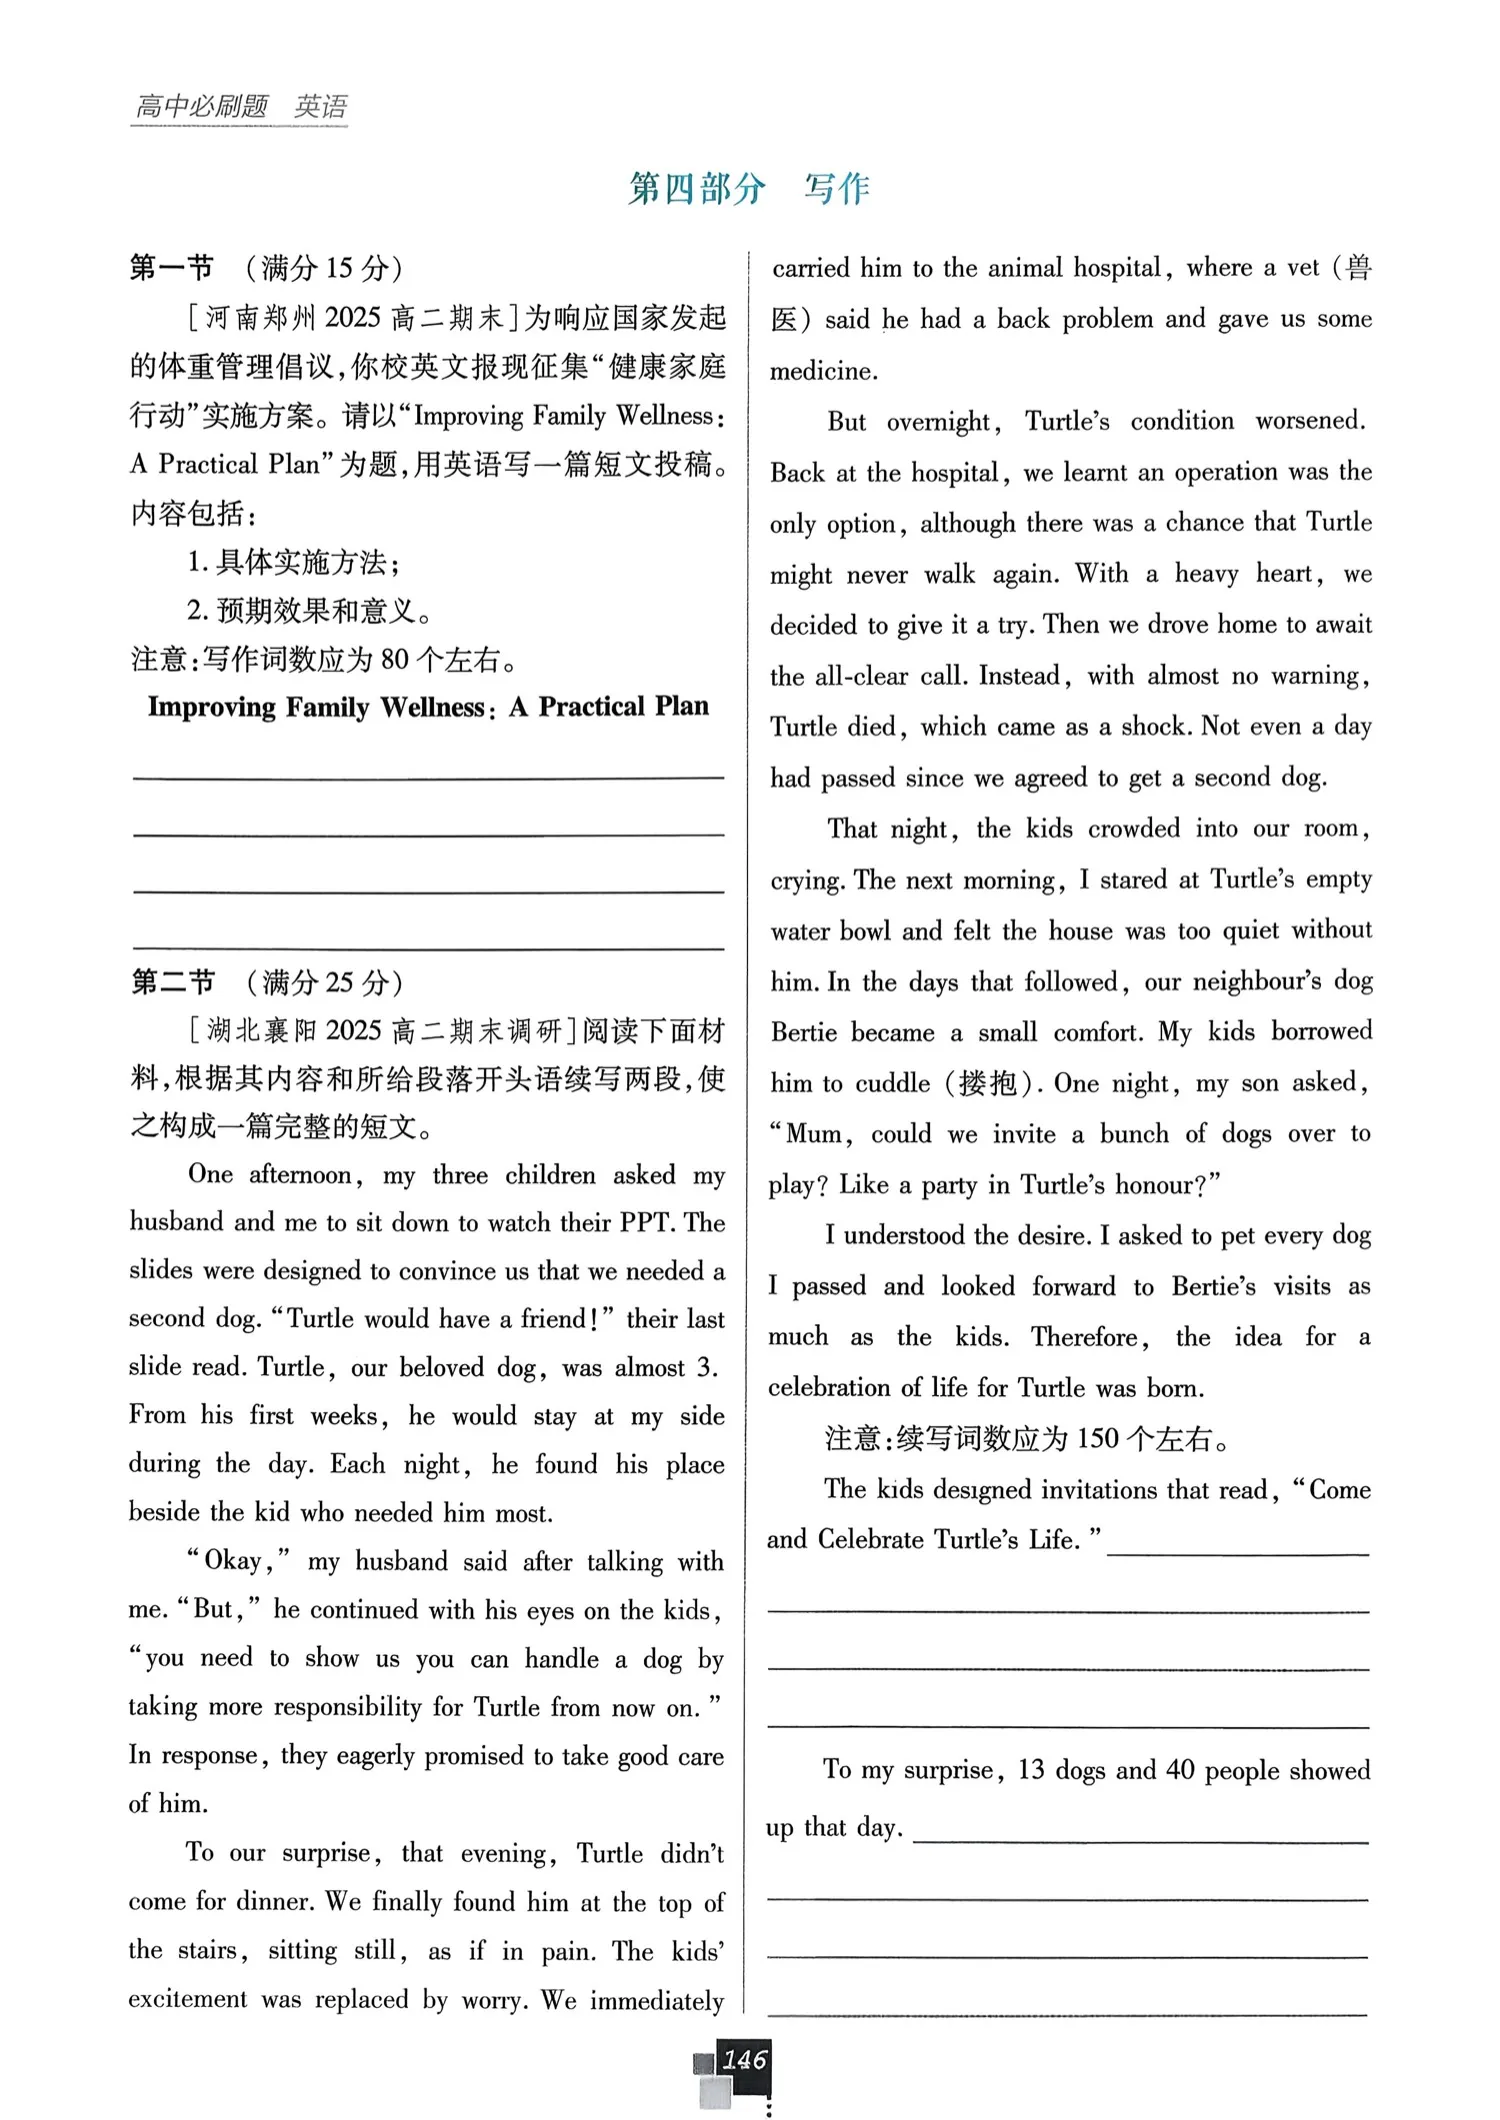 高中必刷题 英语
第四部分 写作
第一节 （满分 15 分）
［河南郑州 2025 高二期末］为响应国家发起
的体重管理倡议，你校英文报现征集“健康家庭
行动”实施方案。请以“Improving Family Wellness:
A Practical Plan”为题，用英语写一篇短文投稿。
内容包括：
1. 具体实施方法；
2. 预期效果和意义。
注意：写作词数应为 80 个左右。
Improving Family Wellness: A Practical Plan
第二节 （满分 25 分）
［湖北襄阳 2025 高二期末调研］阅读下面材
料，根据其内容和所给段落开头语续写两段，使
之构成一篇完整的短文。
One afternoon, my three children asked my
husband and me to sit down to watch their PPT. The
slides were designed to convince us that we needed a
second dog. “Turtle would have a friend!” their last
slide read. Turtle, our beloved dog, was almost 3.
From his first weeks, he would stay at my side
during the day. Each night, he found his place
beside the kid who needed him most.
“Okay,” my husband said after talking with
me. “But,” he continued with his eyes on the kids,
“you need to show us you can handle a dog by
taking more responsibility for Turtle from now on.”
In response, they eagerly promised to take good care
of him.
To our surprise, that evening, Turtle didn’t
come for dinner. We finally found him at the top of
the stairs, sitting still, as if in pain. The kids’
excitement was replaced by worry. We immediately
carried him to the animal hospital, where a vet（兽
医）said he had a back problem and gave us some
medicine.
But overnight, Turtle’s condition worsened.
Back at the hospital, we learnt an operation was the
only option, although there was a chance that Turtle
might never walk again. With a heavy heart, we
decided to give it a try. Then we drove home to await
the all-clear call. Instead, with almost no warning,
Turtle died, which came as a shock. Not even a day
had passed since we agreed to get a second dog.
That night, the kids crowded into our room,
crying. The next morning, I stared at Turtle’s empty
water bowl and felt the house was too quiet without
him. In the days that followed, our neighbour’s dog
Bertie became a small comfort. My kids borrowed
him to cuddle（搂抱）. One night, my son asked,
“Mum, could we invite a bunch of dogs over to
play? Like a party in Turtle’s honour?”
I understood the desire. I asked to pet every dog
I passed and looked forward to Bertie’s visits as
much as the kids. Therefore, the idea for a
celebration of life for Turtle was born.
注意：续写词数应为 150 个左右。
The kids designed invitations that read, “Come
and Celebrate Turtle’s Life.”
To my surprise, 13 dogs and 40 people showed
up that day.
146